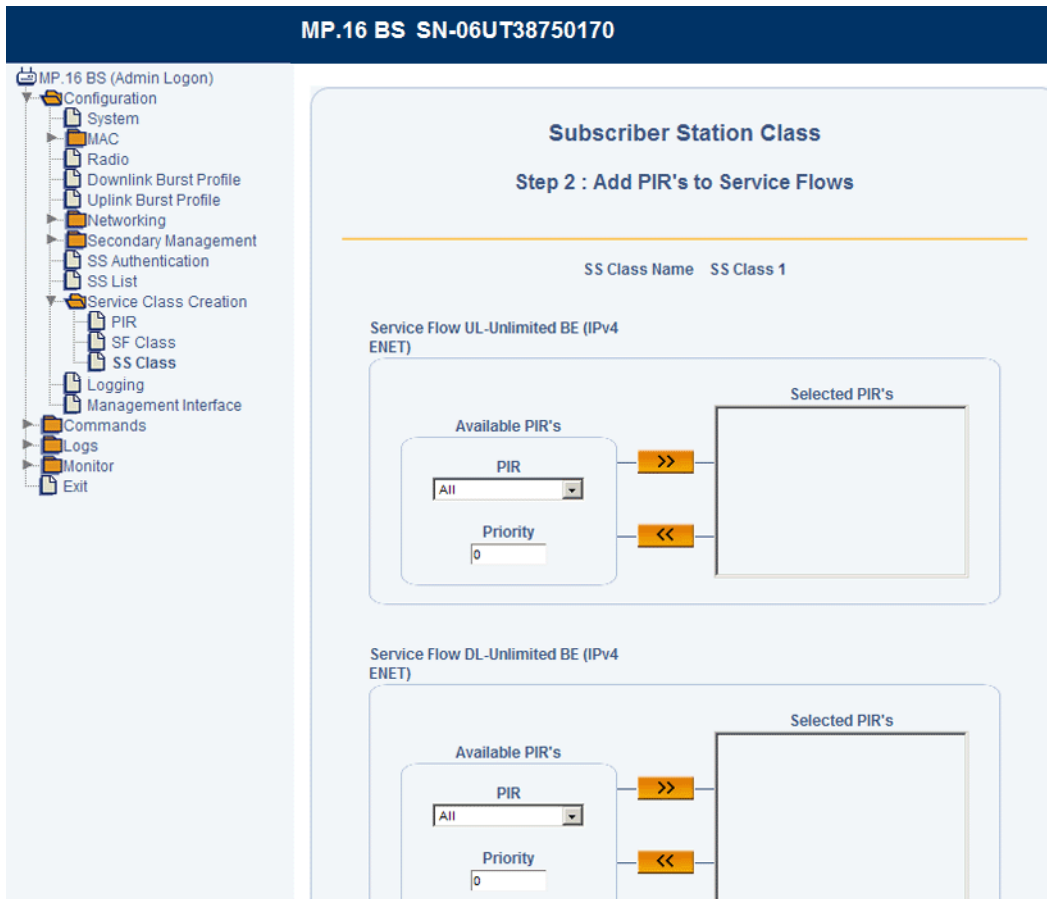 MP.16 BS SN-06UT38750170
MP.16 BS (Admin Logon)
Configuration
System
MAC
Radio
Downlink Burst Profile
Uplink Burst Profile
Networking
Secondary Management
SS Authentication
SS List
Service Class Creation
PIR
SF Class
SS Class
Logging
Management Interface
Commands
Logs
Monitor
Exit
Subscriber Station Class
Step 2 : Add PIR's to Service Flows
SS Class Name SS Class 1
Service Flow UL-Unlimited BE (IPv4
ENET)
Selected PIR's
Available PIR's
PIR
>>
All
Priority
<<
0
Service Flow DL-Unlimited BE (IPv4
ENET)
Selected PIR's
Available PIR's
PIR
>>
All
Priority
<<
0